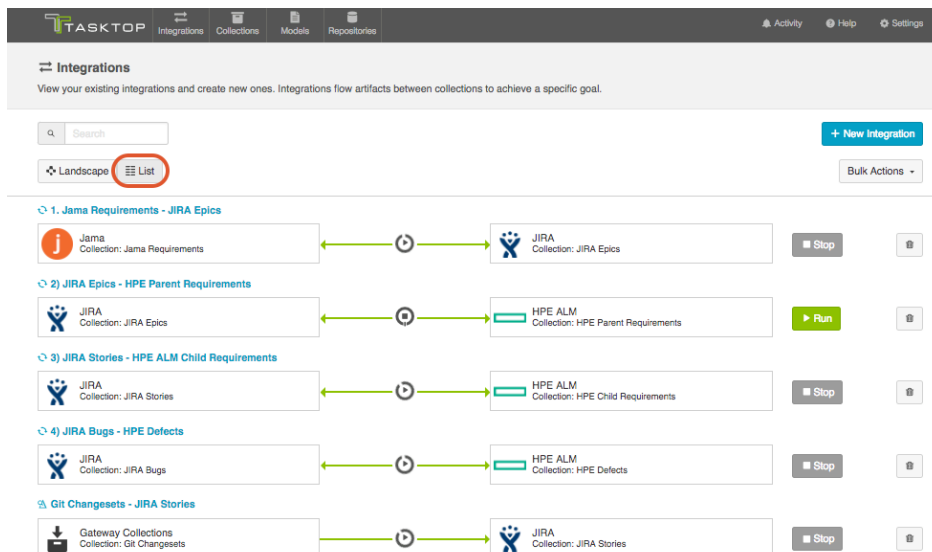 TASKTOP
Integrations
Collections
Models
Repositories
Activity
Help
Settings
Integrations
View your existing integrations and create new ones. Integrations flow artifacts between collections to achieve a specific goal.
Search
+ New Integration
Landscape
List
Bulk Actions
1. Jama Requirements - JIRA Epics
j
Jama
Collection: Jama Requirements
JIRA
Collection: JIRA Epics
Stop
2) JIRA Epics - HPE Parent Requirements
JIRA
Collection: JIRA Epics
HPE ALM
Collection: HPE Parent Requirements
Run
3) JIRA Stories - HPE ALM Child Requirements
JIRA
Collection: JIRA Stories
HPE ALM
Collection: HPE Child Requirements
Stop
4) JIRA Bugs - HPE Defects
JIRA
Collection: JIRA Bugs
HPE ALM
Collection: HPE Defects
Stop
Git Changesets - JIRA Stories
Gateway Collections
Collection: Git Changesets
JIRA
Collection: JIRA Stories
Stop